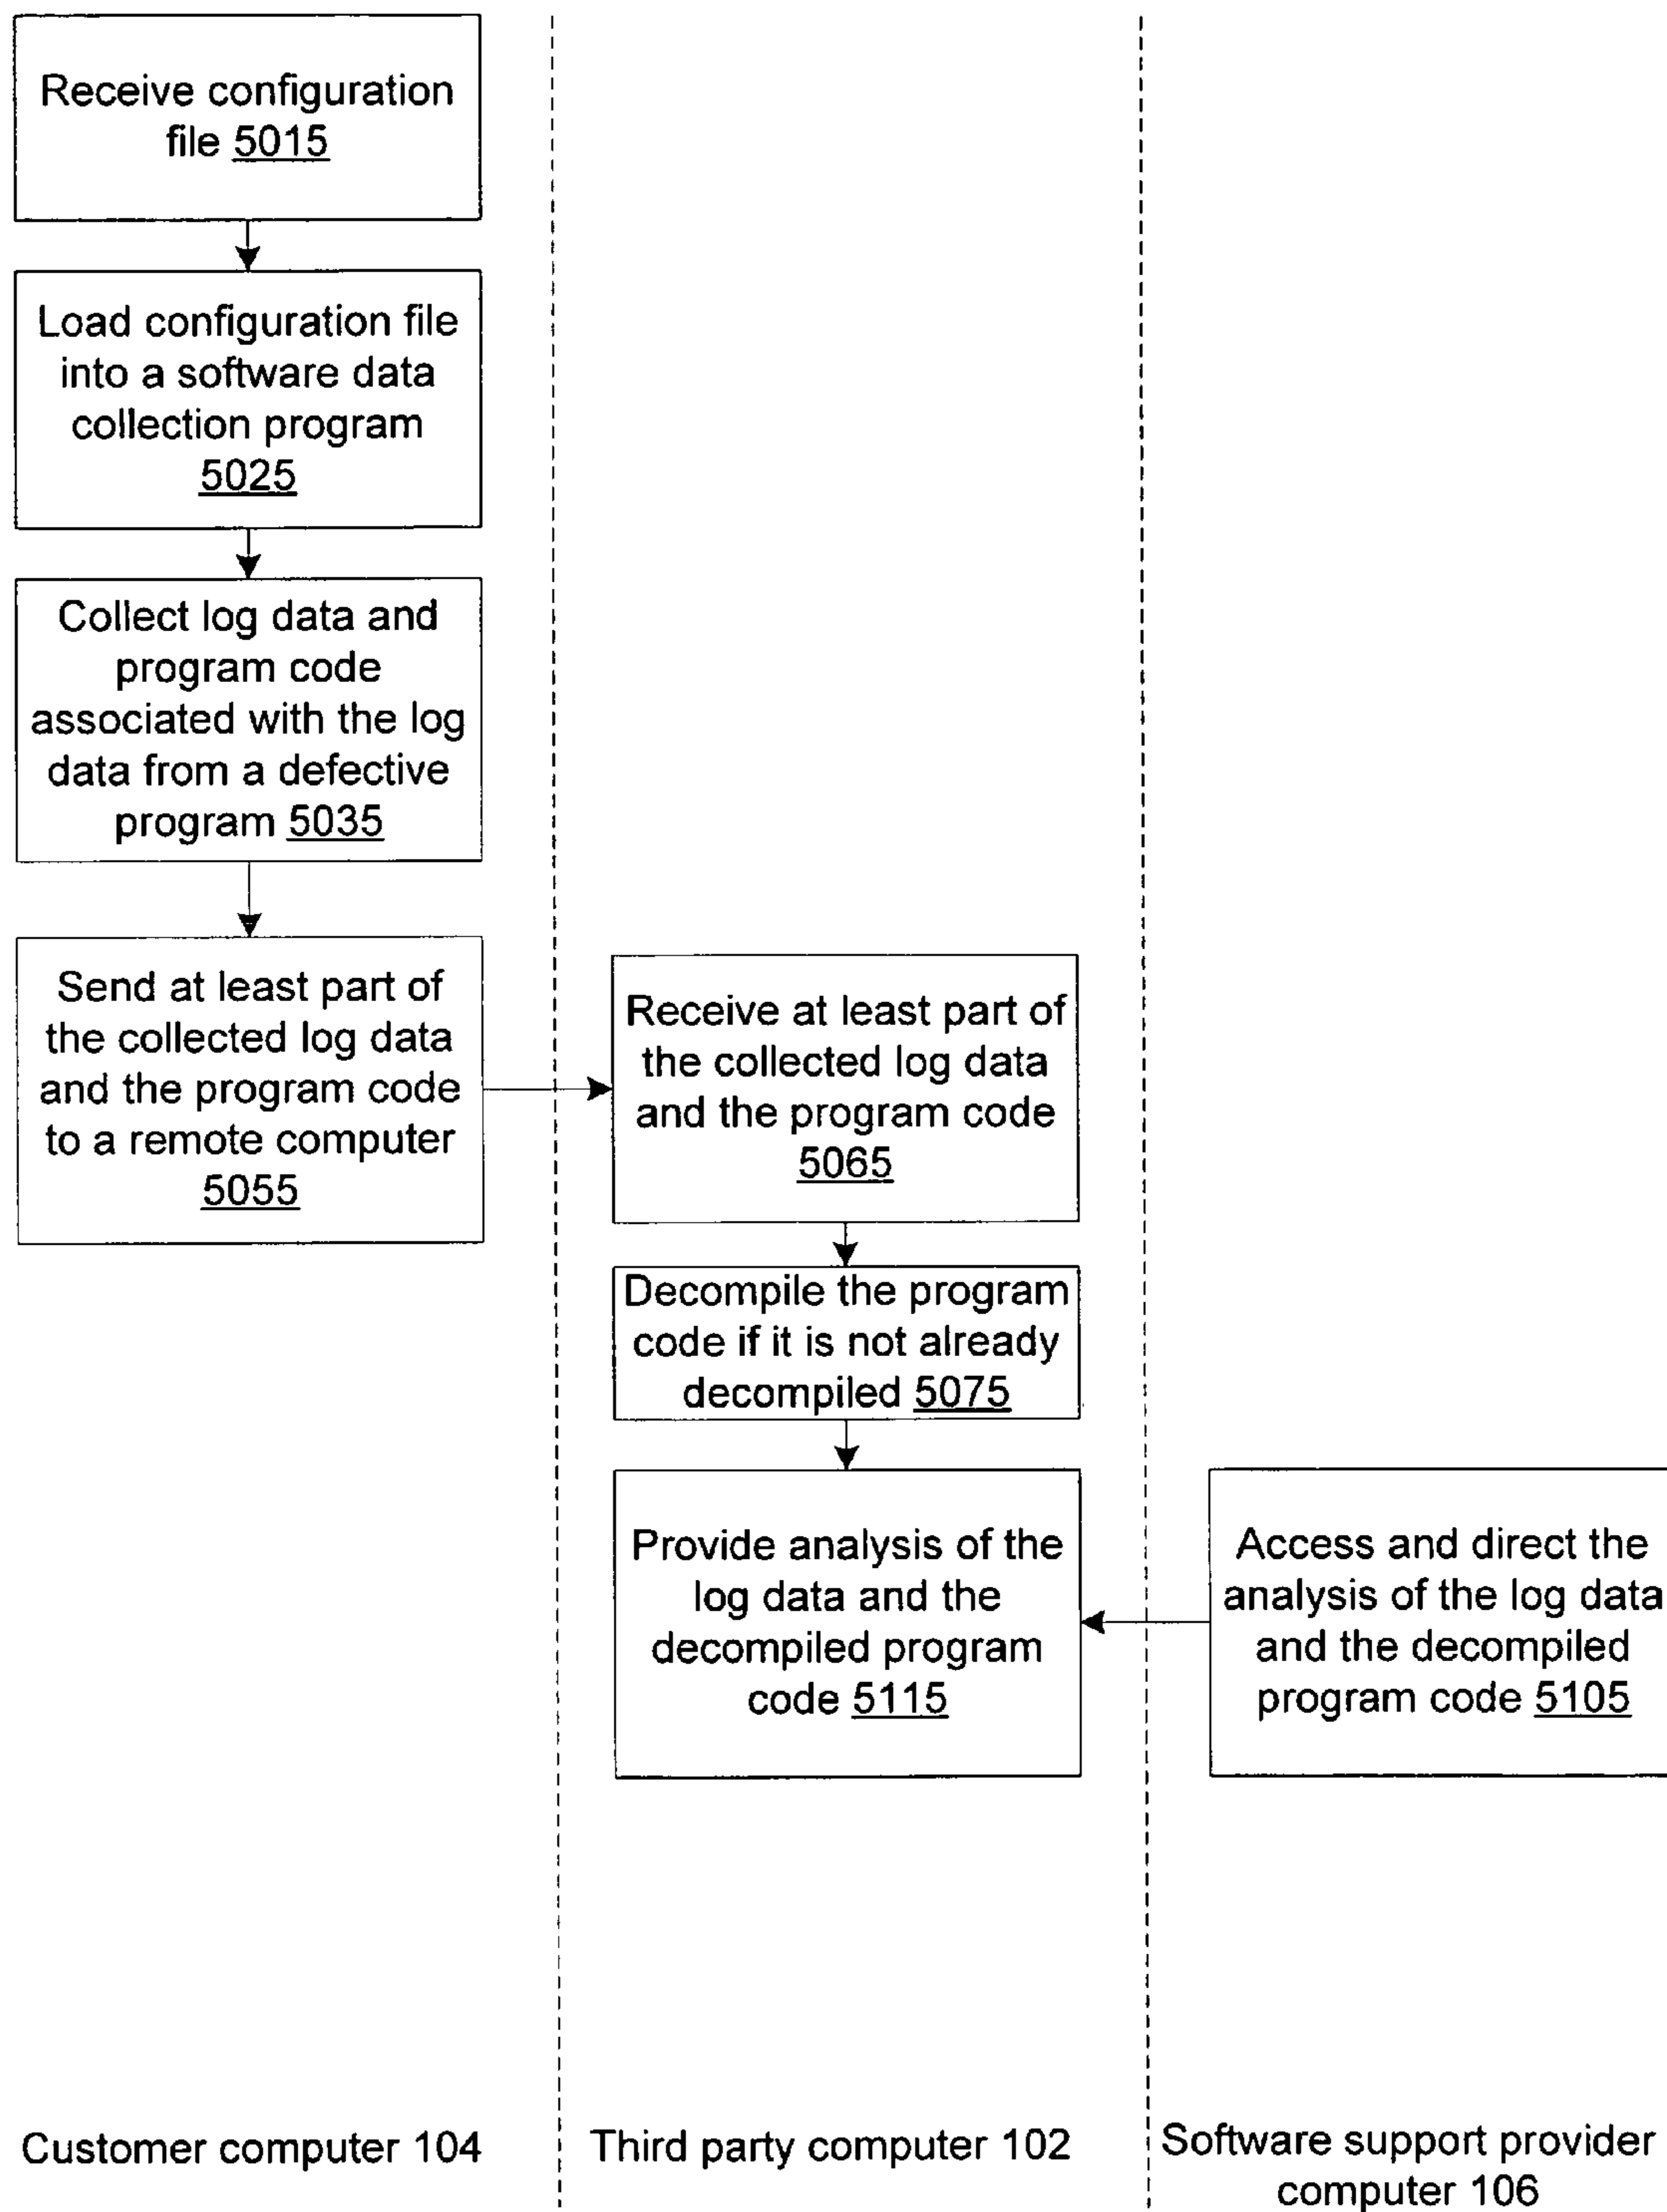 Receive configuration
file 5015
Load configuration file
into a software data
collection program
5025
Collect log data and
program code
associated with the log
data from a defective
program 5035
Send at least part of
the collected log data
and the program code
to a remote computer
5055
Receive at least part of
the collected log data
and the program code
5065
Decompile the program
code if it is not already
decompiled 5075
Provide analysis of the
log data and the
decompiled program
code 5115
Access and direct the
analysis of the log data
and the decompiled
program code 5105
Customer computer 104
Third party computer 102
Software support provider
computer 106